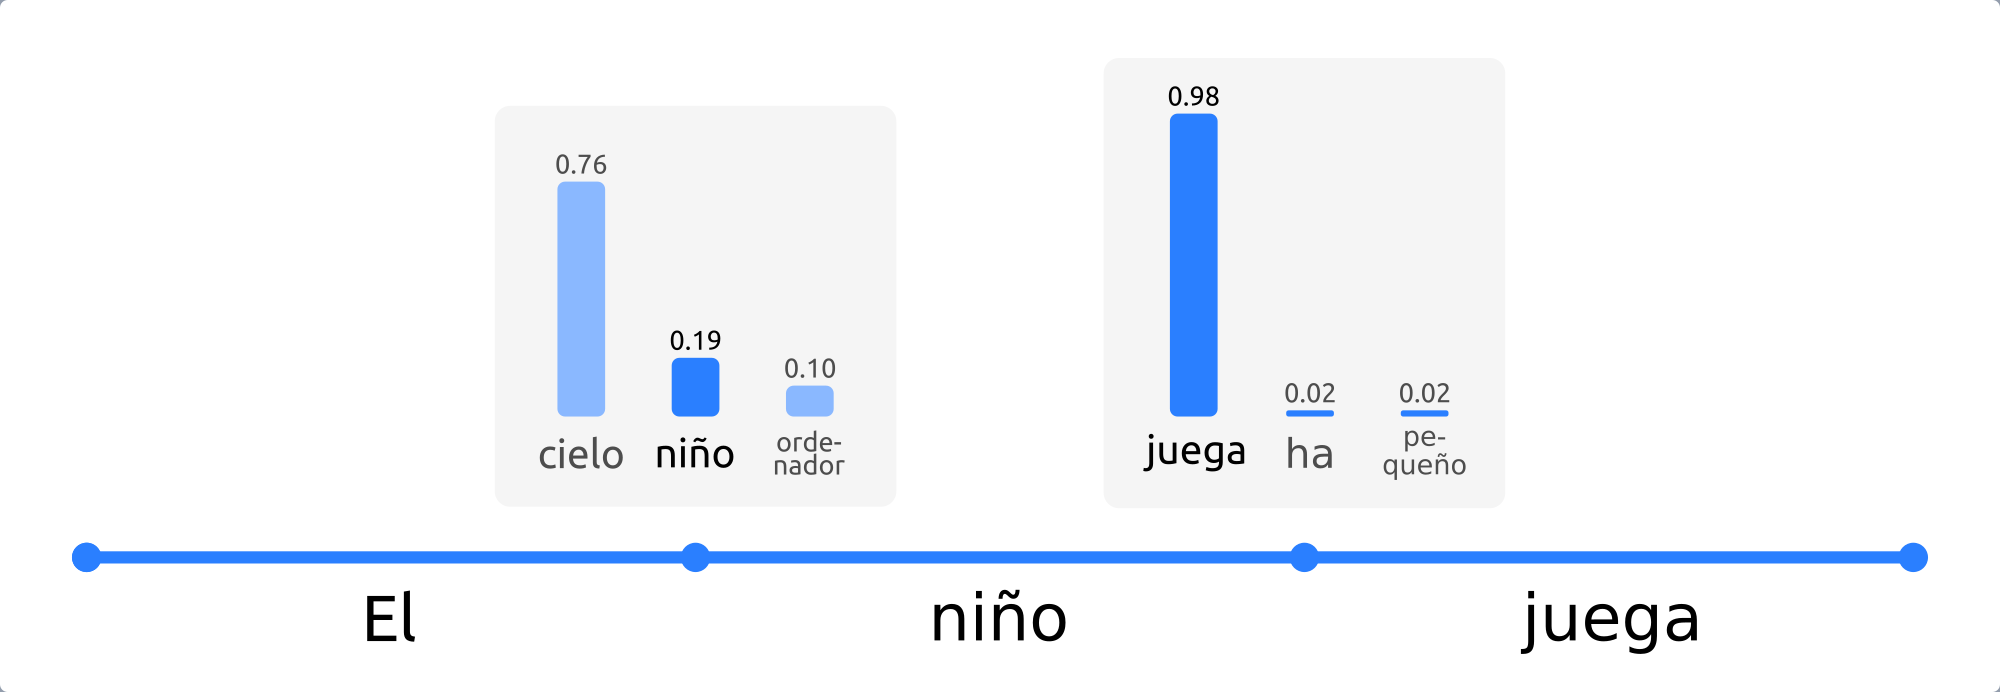 0.76
0.19
0.10
cielo
niño
orde-
nador
0.98
0.02
0.02
juega
ha
pe-
queño
El
niño
juega